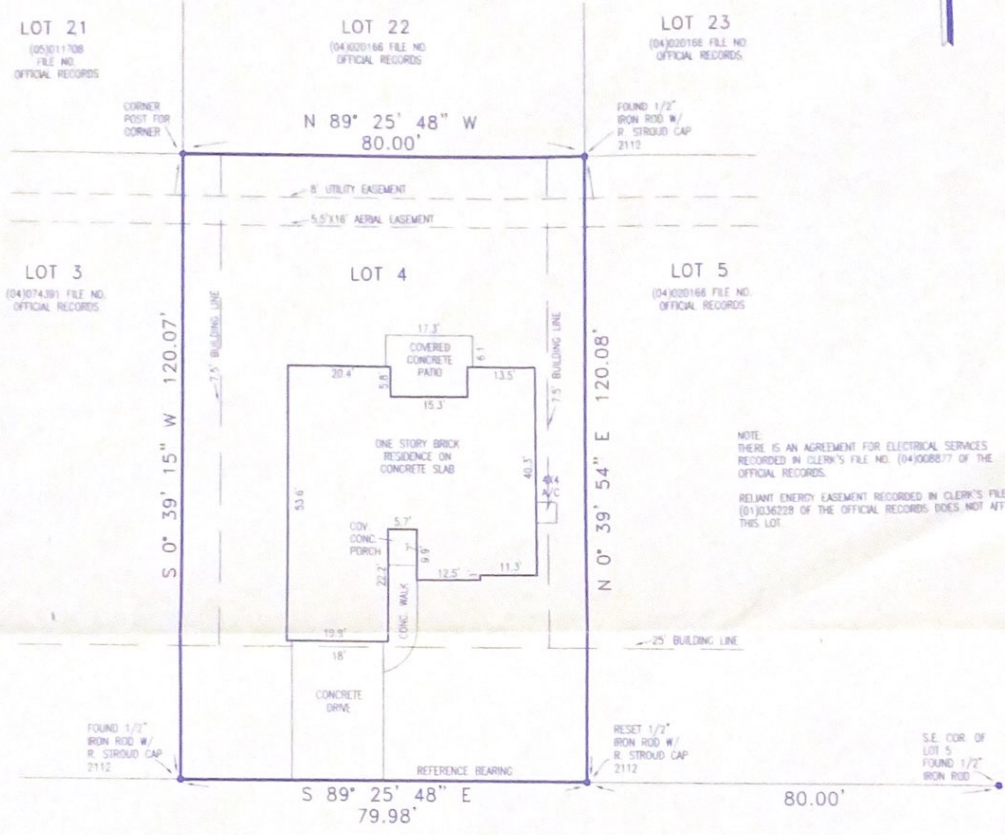 LOT 21
(05)011708
FILE NO.
OFFICIAL RECORDS
LOT 22
(04)020166 FILE NO
OFFICIAL RECORDS
LOT 23
(04)020166 FILE NO
OFFICIAL RECORDS
CORNER
POST FOR
CORNER
N 89° 25' 48" W
80.00'
FOUND 1/2"
IRON ROD W/
R. STROUD CAP
2112
8' UTILITY EASEMENT
5.5'X16' AERIAL EASEMENT
LOT 3
(04)074391 FILE NO.
OFFICIAL RECORDS
LOT 4
LOT 5
(04)020166 FILE NO.
OFFICIAL RECORDS
S 0° 39' 15" W 120.07'
7.5' BUILDING LINE
17.3'
COVERED
CONCRETE
PATIO
6.1'
20.4'
5.8'
13.5'
15.3'
7.5' BUILDING LINE
N 0° 39' 54" E 120.08'
ONE STORY BRICK
RESIDENCE ON
CONCRETE SLAB
53.6'
40.3'
4X4
A/C
NOTE:
THERE IS AN AGREEMENT FOR ELECTRICAL SERVICES
RECORDED IN CLERK'S FILE NO. (04)008877 OF THE
OFFICIAL RECORDS.
RELIANT ENERGY EASEMENT RECORDED IN CLERK'S FILE
(01)036229 OF THE OFFICIAL RECORDS DOES NOT
THIS LOT.
5.7'
COV.
CONC.
PORCH
7'
9.9'
22.2'
12.5'
1'
11.3'
CONC. WALK
19.9'
18'
25' BUILDING LINE
CONCRETE
DRIVE
FOUND 1/2"
IRON ROD W/
R. STROUD CAP
2112
REFERENCE BEARING
S 89° 25' 48" E
79.98'
RESET 1/2"
IRON ROD W/
R. STROUD CAP
2112
S.E. COR. OF
LOT 5
FOUND 1/2"
IRON ROD
80.00'